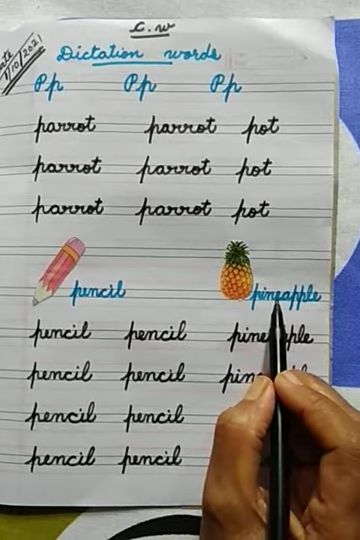 C.W
Date
1/10/2021
Dictation words
Pp Pp Pp
parrot parrot pot
parrot parrot pot
parrot parrot pot
pencil pineapple
pencil pencil pineapple
pencil pencil
pencil pencil
pencil pencil